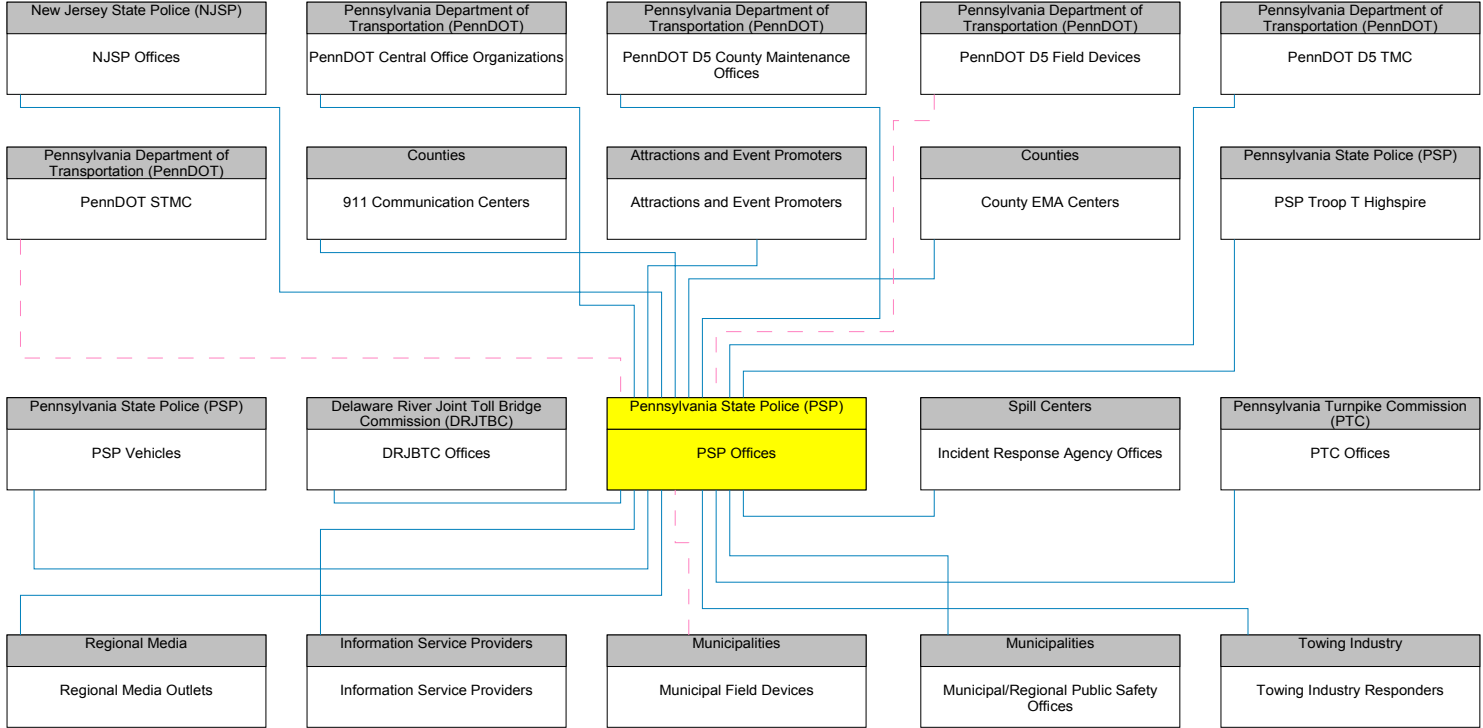 New Jersey State Police (NJSP)
NJSP Offices
Pennsylvania Department of
Transportation (PennDOT)
PennDOT Central Office Organizations
Pennsylvania Department of
Transportation (PennDOT)
PennDOT D5 County Maintenance
Offices
Pennsylvania Department of
Transportation (PennDOT)
PennDOT D5 Field Devices
Pennsylvania Department of
Transportation (PennDOT)
PennDOT D5 TMC
Pennsylvania Department of
Transportation (PennDOT)
PennDOT STMC
Counties
911 Communication Centers
Attractions and Event Promoters
Attractions and Event Promoters
Counties
County EMA Centers
Pennsylvania State Police (PSP)
PSP Troop T Highspire
Pennsylvania State Police (PSP)
PSP Vehicles
Delaware River Joint Toll Bridge
Commission (DRJTBC)
DRJBTC Offices
Pennsylvania State Police (PSP)
PSP Offices
Spill Centers
Incident Response Agency Offices
Pennsylvania Turnpike Commission
(PTC)
PTC Offices
Regional Media
Regional Media Outlets
Information Service Providers
Information Service Providers
Municipalities
Municipal Field Devices
Municipalities
Municipal/Regional Public Safety
Offices
Towing Industry
Towing Industry Responders